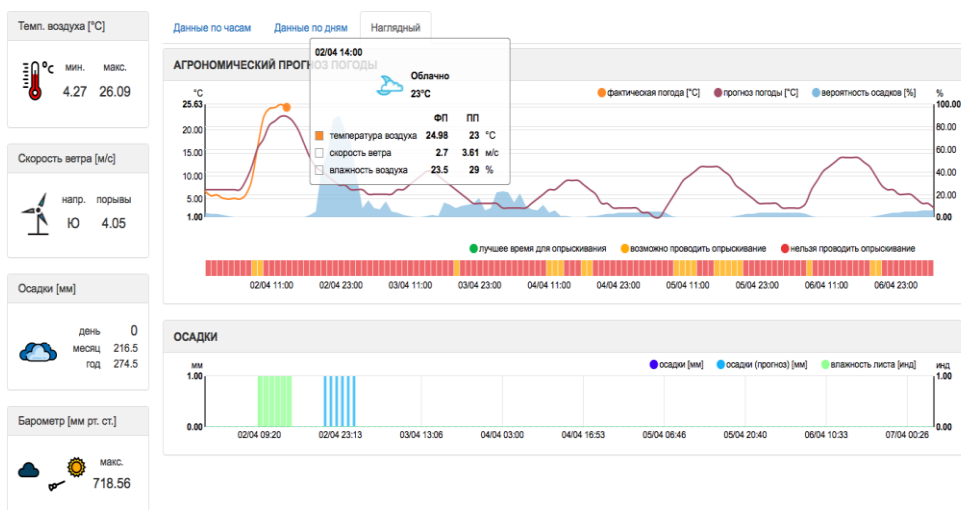 Темп. воздуха [°C]
°C
мин. макс.
4.27 26.09
Скорость ветра [м/с]
напр. порывы
Ю 4.05
Осадки [мм]
день 0
месяц 216.5
год 274.5
Барометр [мм рт. ст.]
макс.
718.56
Данные по часам Данные по дням Наглядный
АГРОНОМИЧЕСКИЙ ПРОГНОЗ ПОГОДЫ
02/04 14:00
Облачно
23°C
ФП ПП
температура воздуха 24.98 23 °C
скорость ветра 2.7 3.61 м/с
влажность воздуха 23.5 29 %
°C
фактическая погода [°C] прогноз погоды [°C] вероятность осадков [%]
%
25.63
20.00
15.00
10.00
5.00
1.00
100.00
80.00
60.00
40.00
20.00
0.00
лучшее время для опрыскивания возможно проводить опрыскивание нельзя проводить опрыскивание
02/04 11:00 02/04 23:00 03/04 11:00 03/04 23:00 04/04 11:00 04/04 23:00 05/04 11:00 05/04 23:00 06/04 11:00 06/04 23:00
ОСАДКИ
мм
осадки [мм] осадки (прогноз) [мм] влажность листа [инд]
инд
1.00 1.00
0.00 0.00
02/04 09:20 02/04 23:13 03/04 13:06 04/04 03:00 04/04 16:53 05/04 06:46 05/04 20:40 06/04 10:33 07/04 00:26